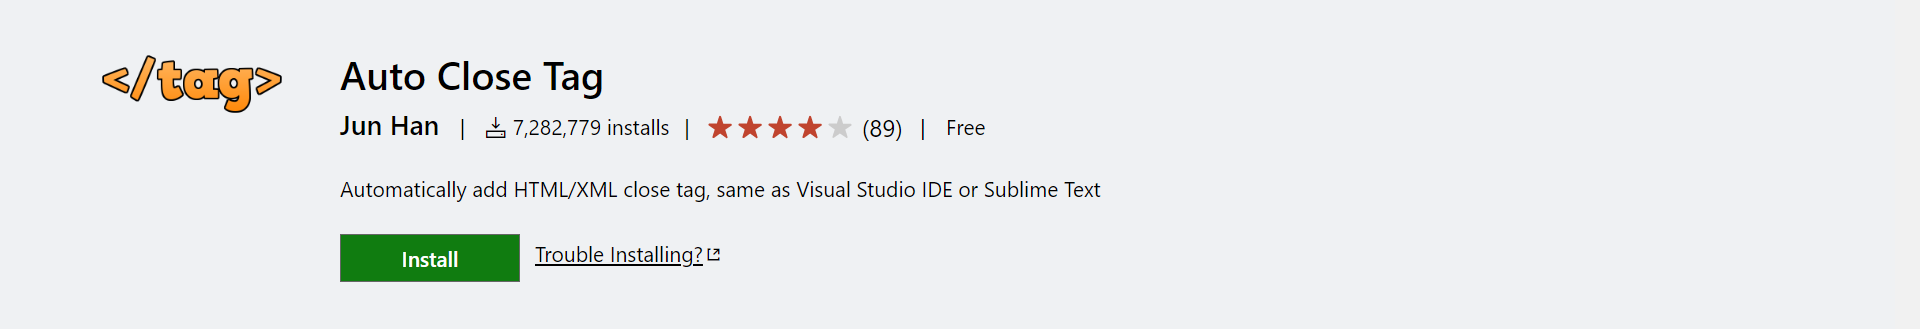 </tag>
Auto Close Tag
Jun Han | 7,282,779 installs | (89) | Free
Automatically add HTML/XML close tag, same as Visual Studio IDE or Sublime Text
Install Trouble Installing?